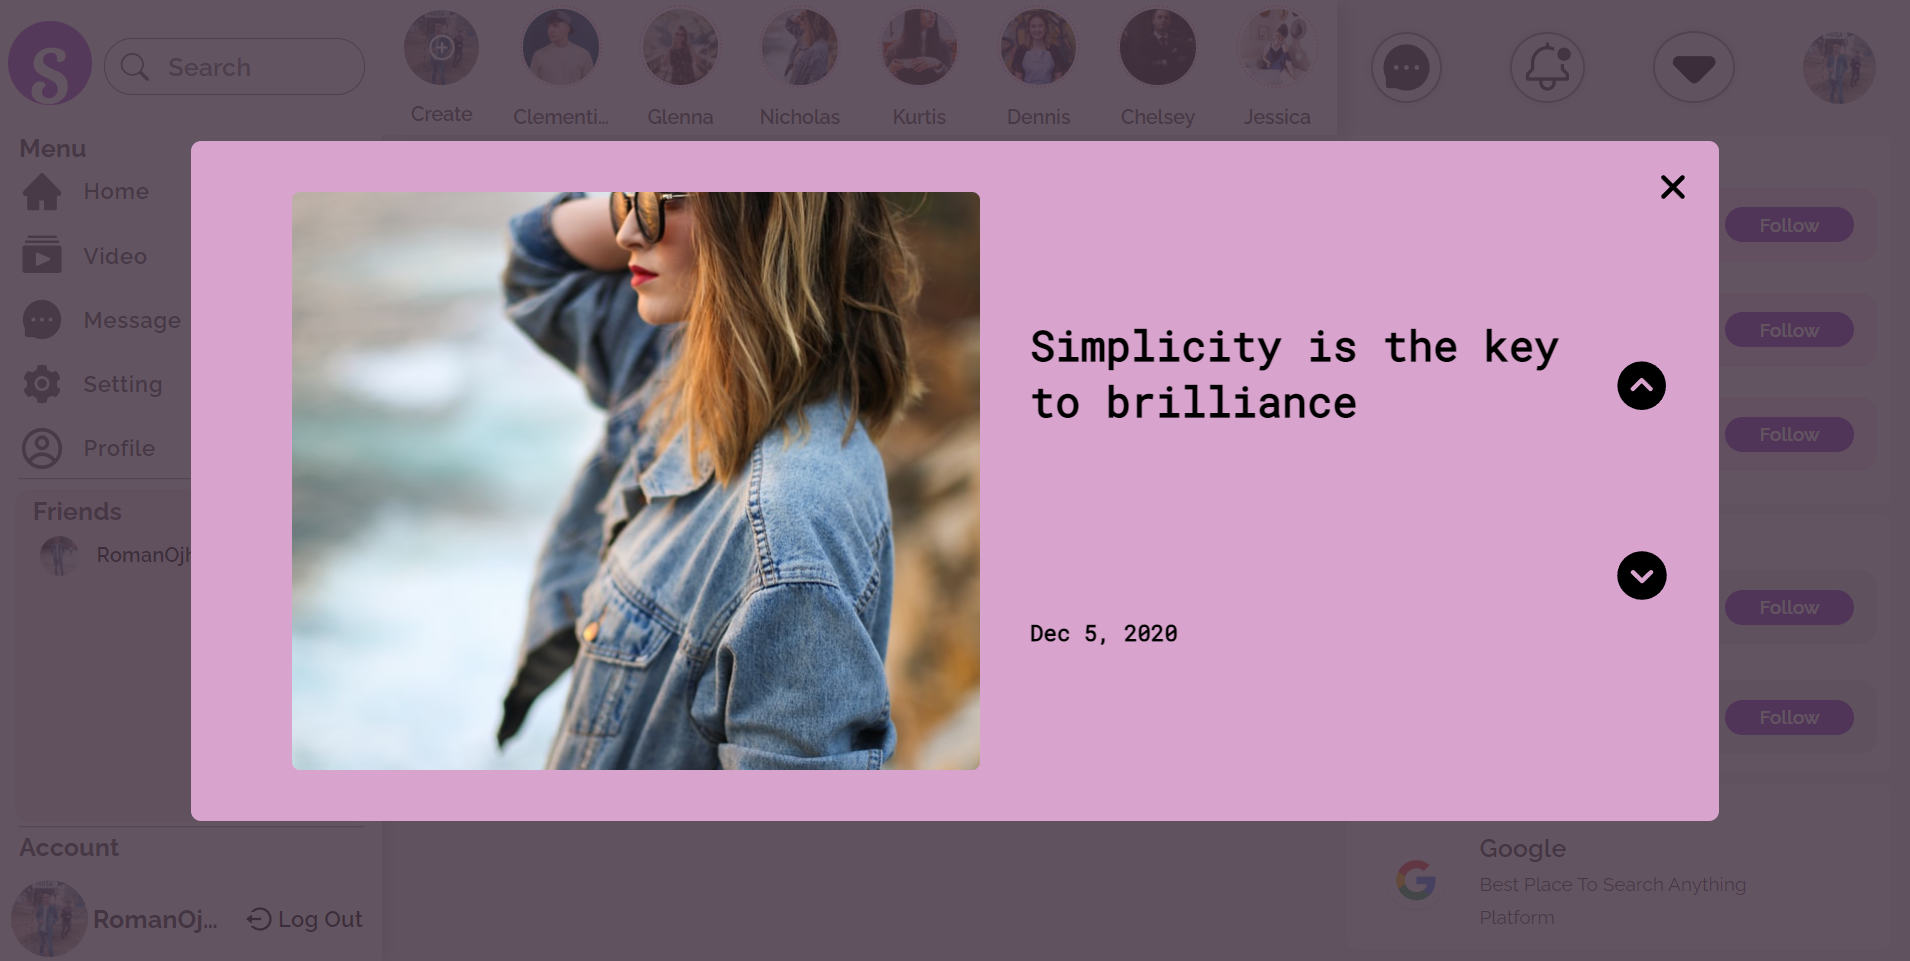 S
Search
Create
Clementi...
Glenna
Nicholas
Kurtis
Dennis
Chelsey
Jessica
Menu
Home
Video
Message
Setting
Profile
Friends
RomanOjh
Account
RomanOj...
Log Out
Simplicity is the key
to brilliance
Dec 5, 2020
Follow
Follow
Follow
Follow
Follow
Google
Best Place To Search Anything
Platform